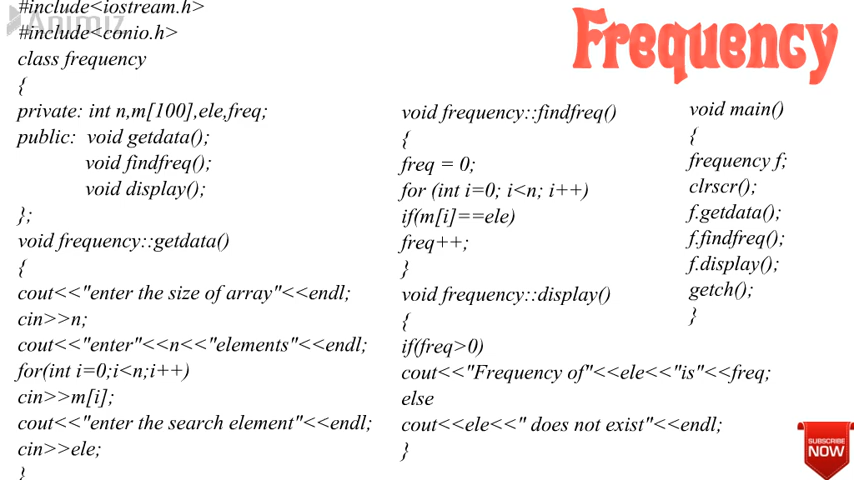 #include<iostream.h>
Animiz
#include<conio.h>
class frequency
{
private: int n,m[100],ele,freq;
public: void getdata();
void findfreq();
void display();
};
void frequency::getdata()
{
cout<<"enter the size of array"<<endl;
cin>>n;
cout<<"enter"<<n<<"elements"<<endl;
for(int i=0;i<n;i++)
cin>>m[i];
cout<<"enter the search element"<<endl;
cin>>ele;
}
Frequency
void frequency::findfreq()
{
freq = 0;
for (int i=0; i<n; i++)
if(m[i]==ele)
freq++;
}
void frequency::display()
{
if(freq>0)
cout<<"Frequency of"<<ele<<"is"<<freq;
else
cout<<ele<<" does not exist"<<endl;
}
void main()
{
frequency f;
clrscr();
f.getdata();
f.findfreq();
f.display();
getch();
}
SUBSCRIBE
NOW